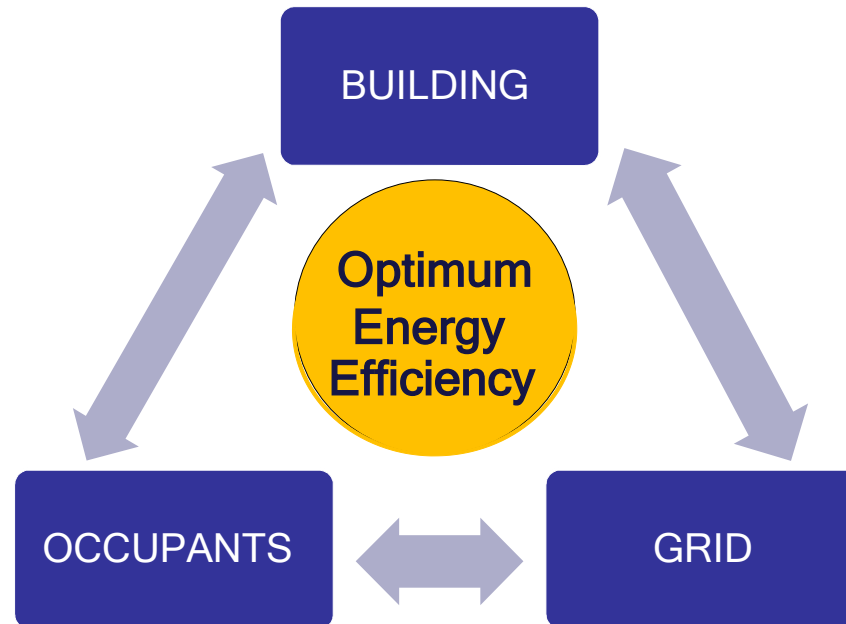 BUILDING
Optimum
Energy
Efficiency
OCCUPANTS
GRID